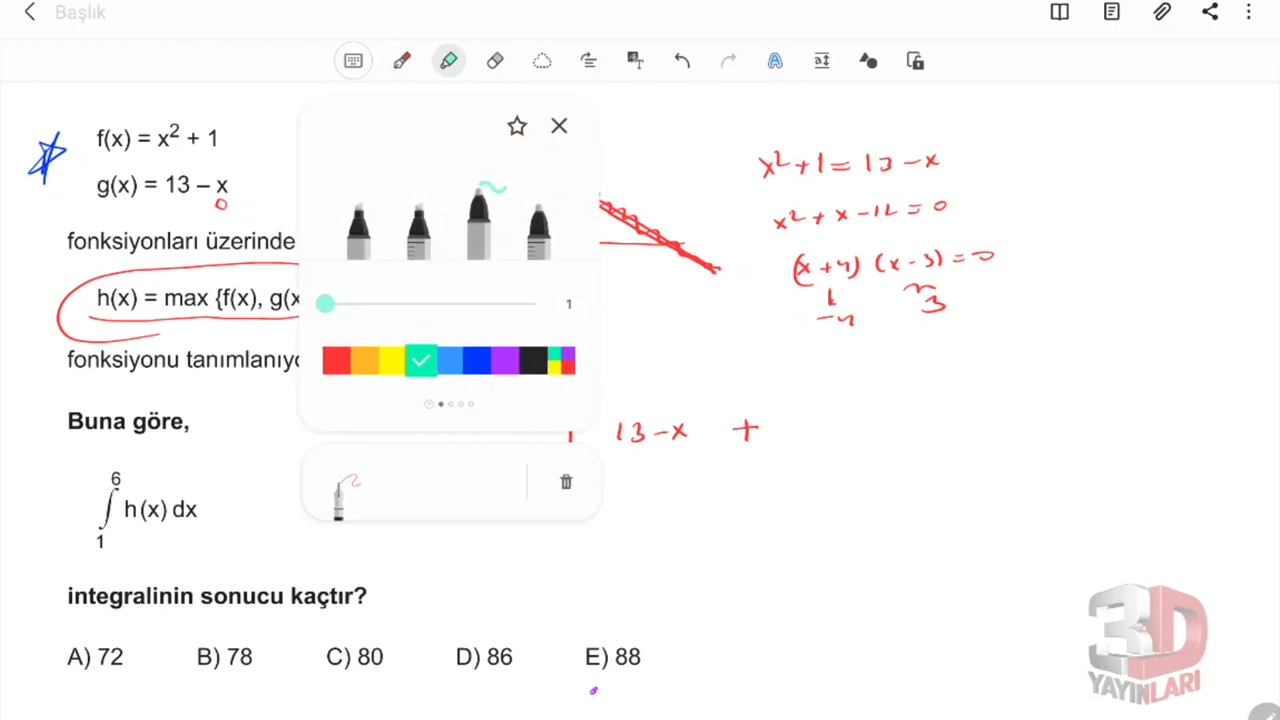 Başlık
f(x) = x² + 1
g(x) = 13 – x
0
fonksiyonları üzerinde
h(x) = max {f(x), g(x
fonksiyonu tanımlanıyo
Buna göre,
6
∫ h(x) dx
1
integralinin sonucu kaçtır?
A) 72 B) 78 C) 80 D) 86 E) 88
1
x² + 1 = 13 - x
x² + x - 12 = 0
(x + 4) (x - 3) = 0
-4 3
13 - x +
3D
YAYINLARI